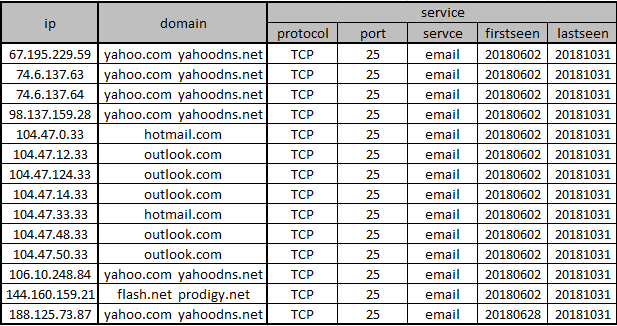 ip domain service
protocol port servce firstseen lastseen
67.195.229.59 yahoo.com yahoodns.net TCP 25 email 20180602 20181031
74.6.137.63 yahoo.com yahoodns.net TCP 25 email 20180602 20181031
74.6.137.64 yahoo.com yahoodns.net TCP 25 email 20180602 20181031
98.137.159.28 yahoo.com yahoodns.net TCP 25 email 20180602 20181031
104.47.0.33 hotmail.com TCP 25 email 20180602 20181031
104.47.12.33 outlook.com TCP 25 email 20180602 20181031
104.47.124.33 outlook.com TCP 25 email 20180602 20181031
104.47.14.33 outlook.com TCP 25 email 20180602 20181031
104.47.33.33 hotmail.com TCP 25 email 20180602 20181031
104.47.48.33 outlook.com TCP 25 email 20180602 20181031
104.47.50.33 outlook.com TCP 25 email 20180602 20181031
106.10.248.84 yahoo.com yahoodns.net TCP 25 email 20180602 20181031
144.160.159.21 flash.net prodigy.net TCP 25 email 20180602 20181031
188.125.73.87 yahoo.com yahoodns.net TCP 25 email 20180628 20181031